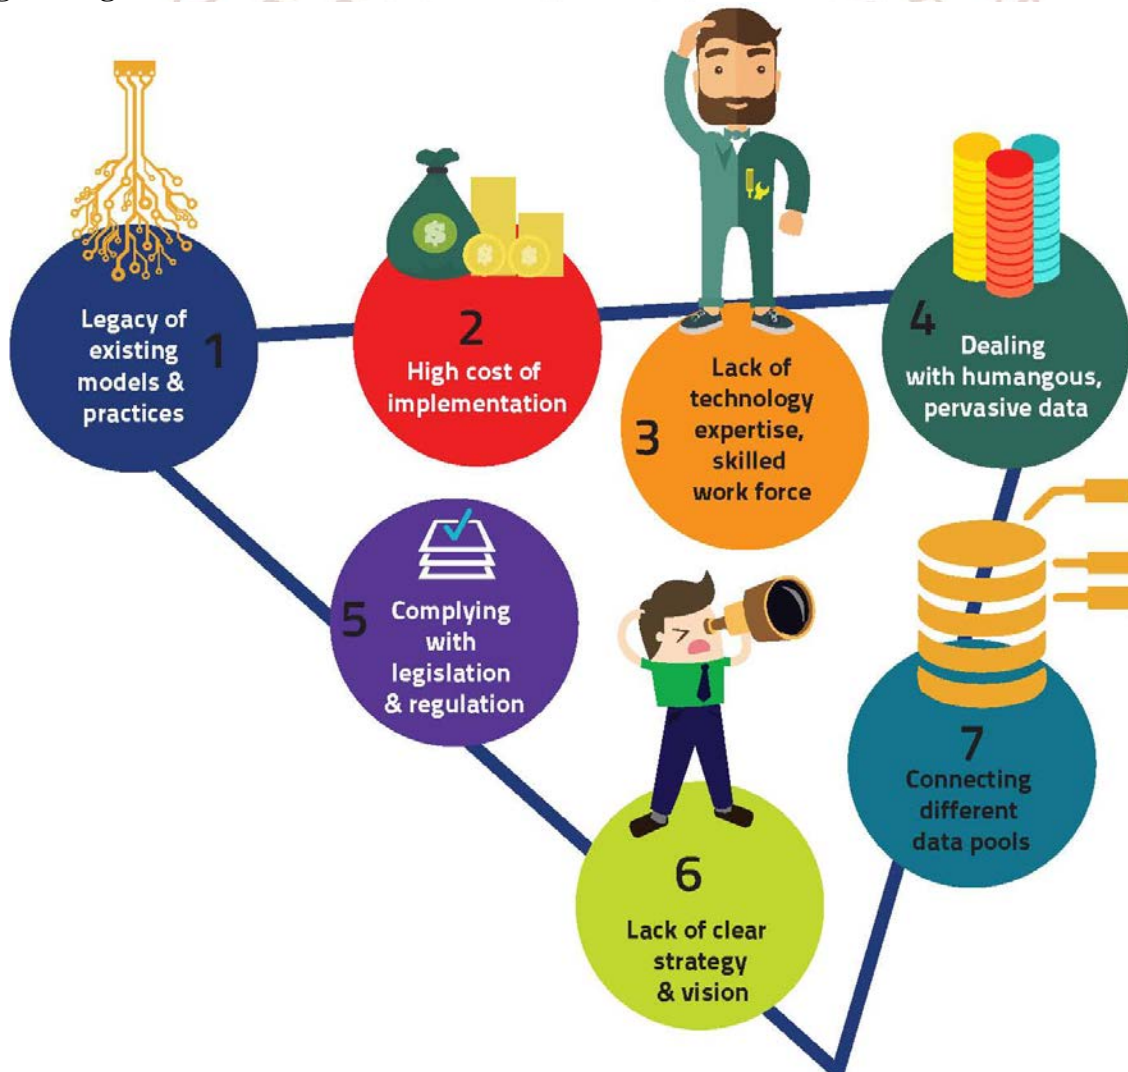 1
Legacy of
existing
models &
practices
2
High cost of
implementation
3
Lack of
technology
expertise,
skilled
work force
4
Dealing
with humangous,
pervasive data
5
Complying
with
legislation
& regulation
6
Lack of clear
strategy
& vision
7
Connecting
different
data pools
$
$
$